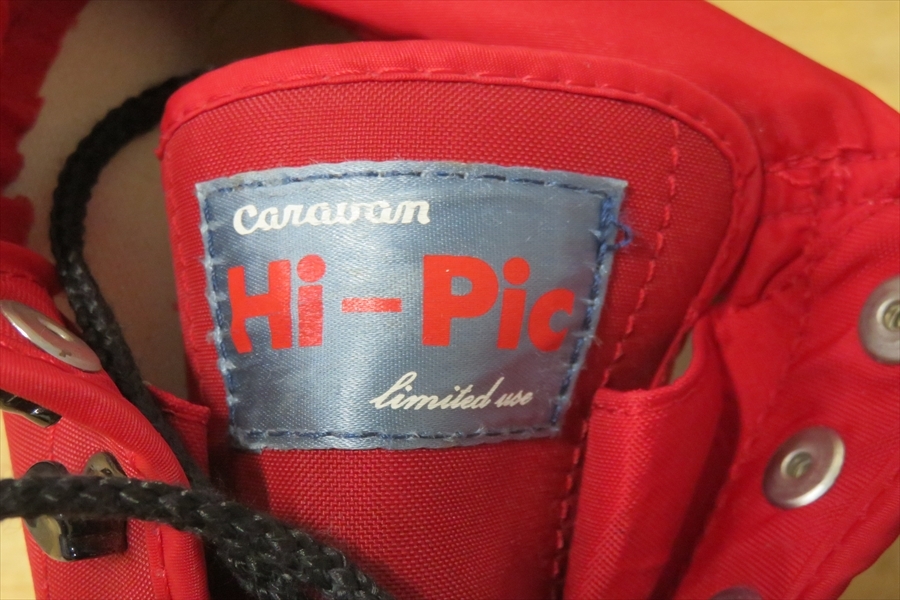 caravan
Hi-Pic
limited use